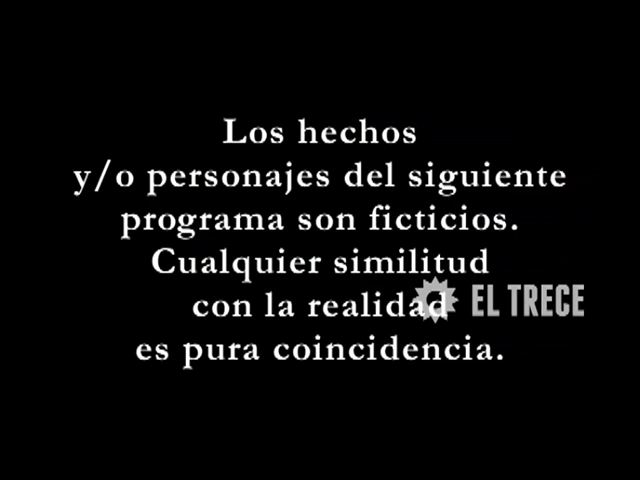 Los hechos
y/o personajes del siguiente
programa son ficticios.
Cualquier similitud
con la realidad
EL TRECE
es pura coincidencia.